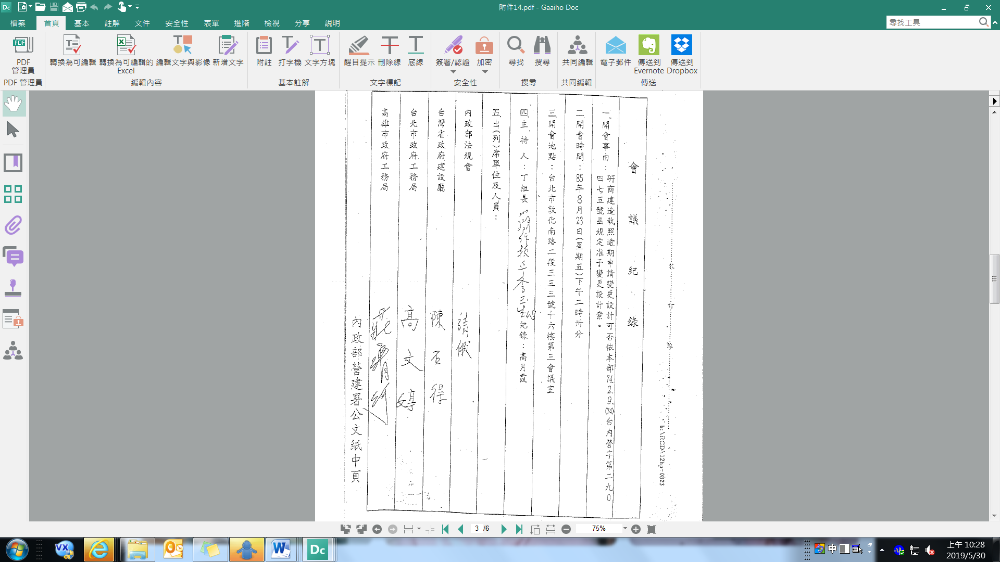 附件14.pdf - Gaaiho Doc
檔案 首頁 基本 註解 文件 安全性 表單 進階 檢視 分享 說明
尋找工具
PDF 管理員
轉換為可編輯
轉換為可編輯的 Excel
編輯文字與影像
新增文字
附註
打字機
文字方塊
醒目提示
刪除線
底線
簽署/認證
加密
尋找
搜尋
共同編輯
電子郵件
傳送到 Evernote
傳送到 Dropbox
PDF 管理員
編輯內容
基本註解
文字標記
安全性
搜尋
共同編輯
傳送
b:\RCD\12hp-0823
會議紀錄
一、開會事由：研商建造執照逾期申請變更設計可否依本部74.2.9.(74)台內營字第二九０
四七五號函規定准予變更設計案。
二、開會時間：85年8月23日(星期五)下午二時卅分
三、開會地點：台北市敦化南路二段三三三號十六樓第三會議室
四、主持人：丁組長
紀錄：高月霞
五、出(列)席單位及人員：
內政部法規會
台灣省政府建設廳
陳石得
台北市政府工務局
高文婷
高雄市政府工務局
內政部營建署公文紙中頁
3 /6
75%
上午 10:28
2019/5/30